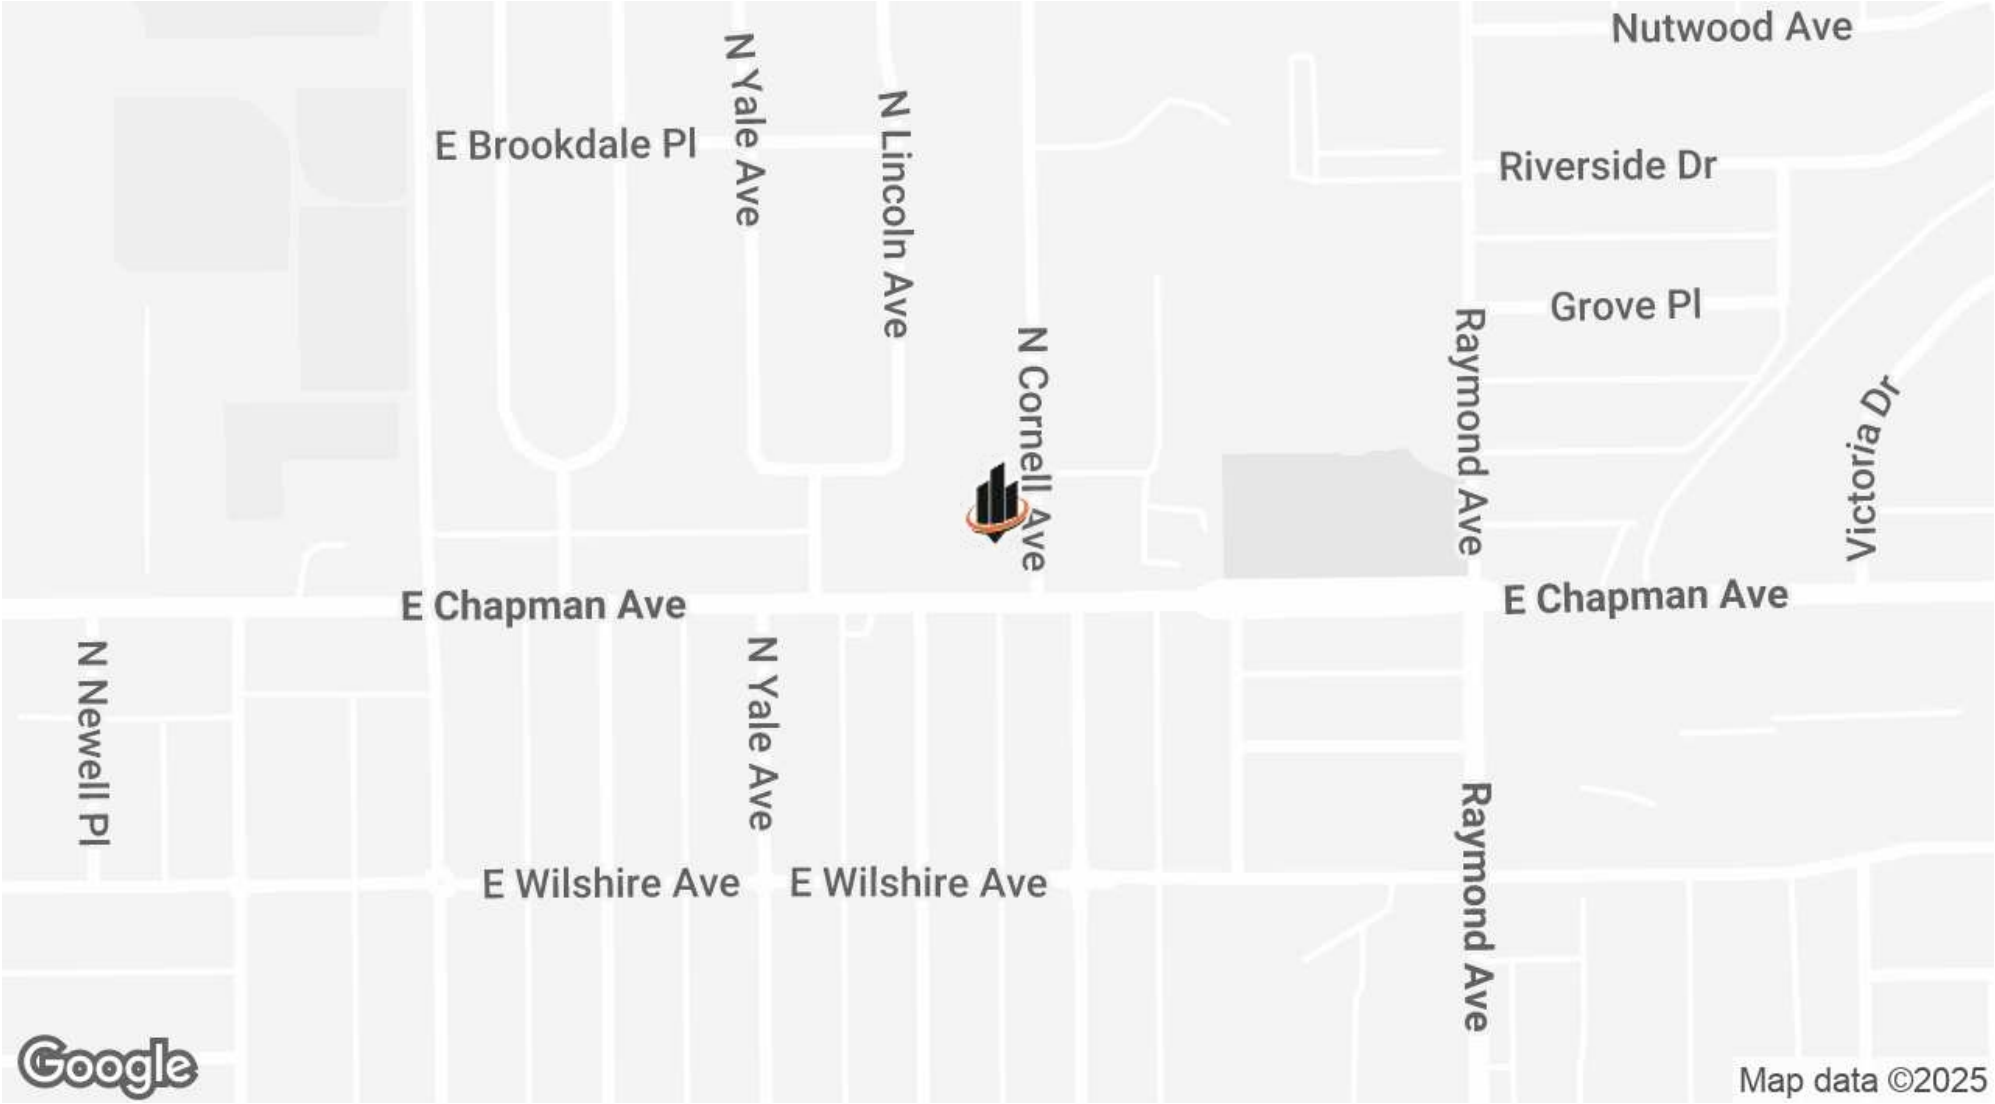 Nutwood Ave
N Yale Ave
N Lincoln Ave
E Brookdale Pl
Riverside Dr
Grove Pl
N Cornell Ave
Raymond Ave
Victoria Dr
E Chapman Ave
E Chapman Ave
N Newell Pl
N Yale Ave
Raymond Ave
E Wilshire Ave
E Wilshire Ave
Google
Map data ©2025